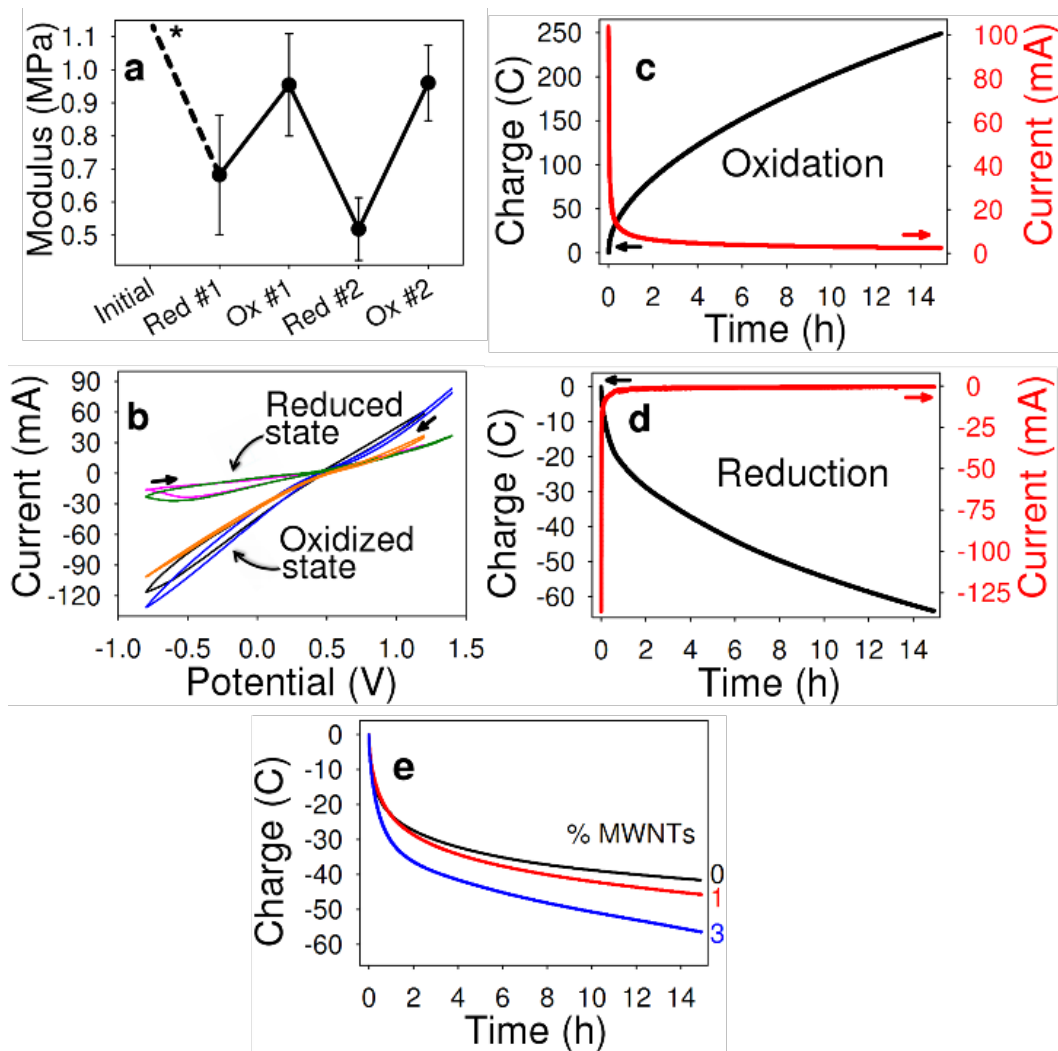 a
*
Modulus (MPa)
1.1
1.0
0.9
0.8
0.7
0.6
0.5
Initial
Red #1
Ox #1
Red #2
Ox #2
c
Oxidation
Charge (C)
250
200
150
100
50
0
Current (mA)
100
80
60
40
20
0
0 2 4 6 8 10 12 14
Time (h)
b
Reduced
state
Oxidized
state
Current (mA)
90
60
30
0
-30
-60
-90
-120
-1.0 -0.5 0.0 0.5 1.0 1.5
Potential (V)
d
Reduction
Charge (C)
0
-10
-20
-30
-40
-50
-60
Current (mA)
0
-25
-50
-75
-100
-125
0 2 4 6 8 10 12 14
Time (h)
e
% MWNTs
0
1
3
Charge (C)
0
-10
-20
-30
-40
-50
-60
0 2 4 6 8 10 12 14
Time (h)